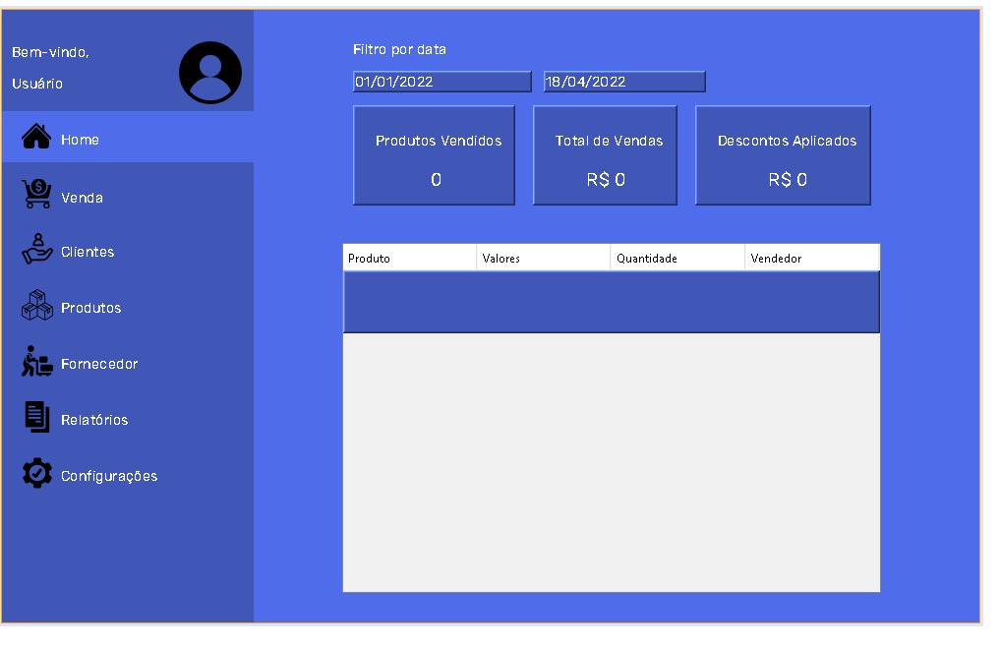 Bem-vindo,
Usuário
Home
Venda
Clientes
Produtos
Fornecedor
Relatórios
Configurações
Filtro por data
01/01/2022 18/04/2022
Produtos Vendidos Total de Vendas Descontos Aplicados
0 R$ 0 R$ 0
Produto Valores Quantidade Vendedor